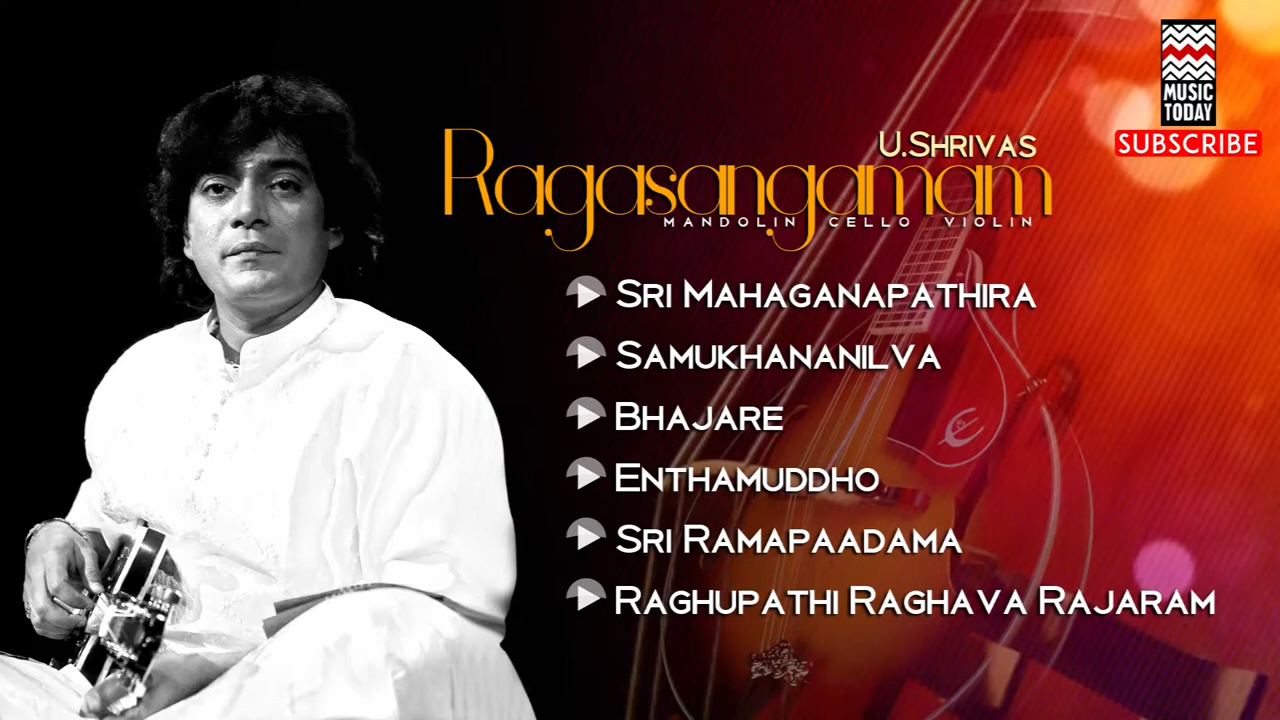 MUSIC
TODAY
SUBSCRIBE
U.SHRIVAS
Ragasangamam
MANDOLIN CELLO VIOLIN
SRI MAHAGANAPATHIRA
SAMUKHANANILVA
BHAJARE
ENTHAMUDDHO
SRI RAMAPAADAMA
RAGHUPATHI RAGHAVA RAJARAM